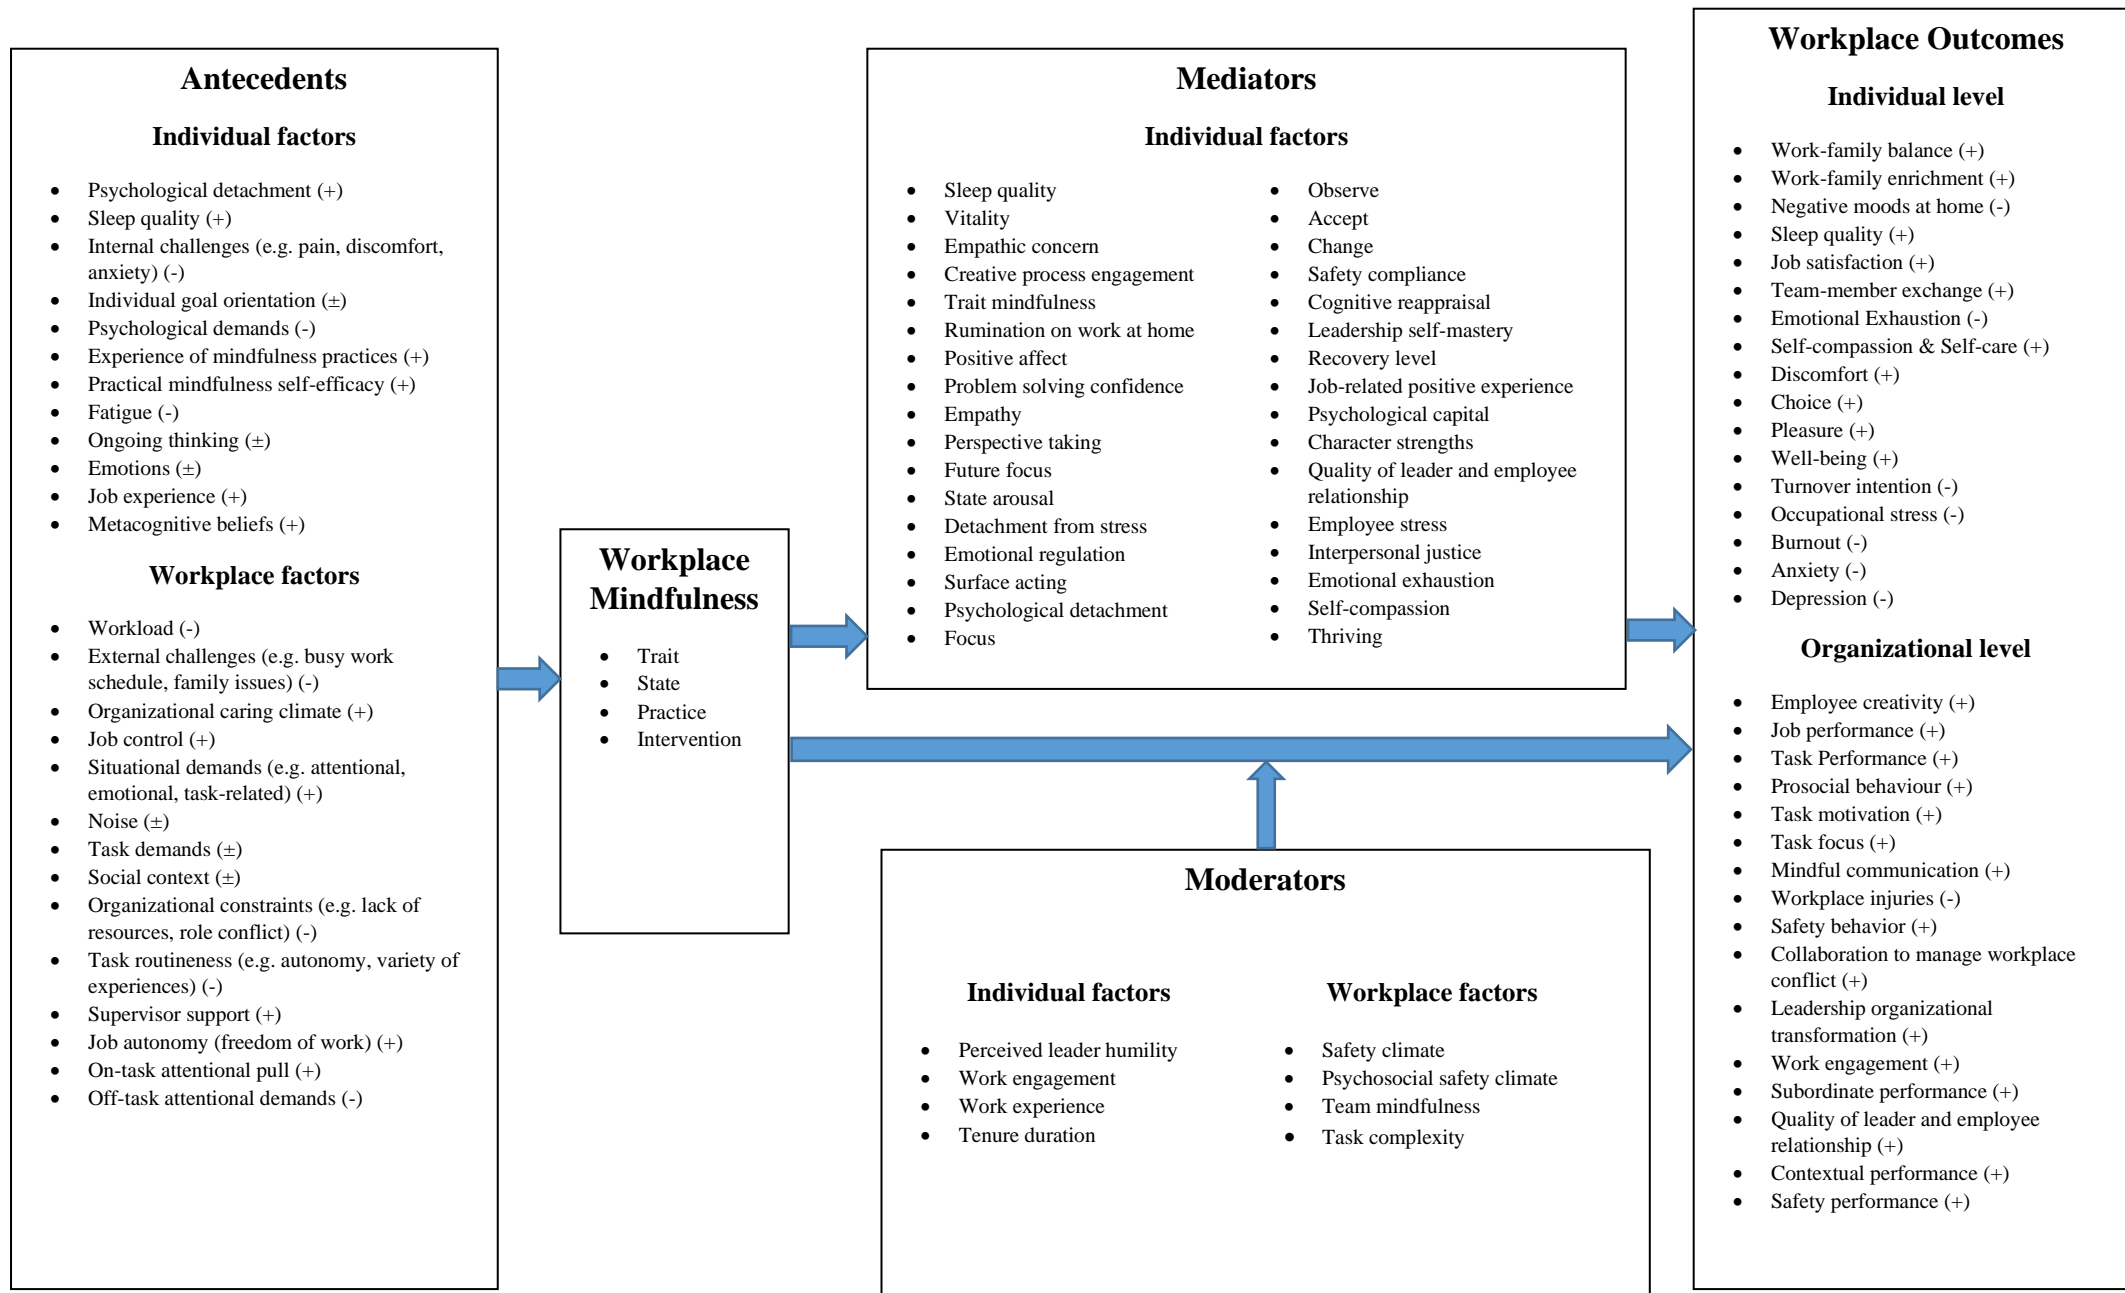 Antecedents
Individual factors
• Psychological detachment (+)
• Sleep quality (+)
• Internal challenges (e.g. pain, discomfort,
anxiety) (-)
• Individual goal orientation (±)
• Psychological demands (-)
• Experience of mindfulness practices (+)
• Practical mindfulness self-efficacy (+)
• Fatigue (-)
• Ongoing thinking (±)
• Emotions (±)
• Job experience (+)
• Metacognitive beliefs (+)
Workplace factors
• Workload (-)
• External challenges (e.g. busy work
schedule, family issues) (-)
• Organizational caring climate (+)
• Job control (+)
• Situational demands (e.g. attentional,
emotional, task-related) (+)
• Noise (±)
• Task demands (±)
• Social context (±)
• Organizational constraints (e.g. lack of
resources, role conflict) (-)
• Task routineness (e.g. autonomy, variety of
experiences) (-)
• Supervisor support (+)
• Job autonomy (freedom of work) (+)
• On-task attentional pull (+)
• Off-task attentional demands (-)
Workplace
Mindfulness
• Trait
• State
• Practice
• Intervention
Mediators
Individual factors
• Sleep quality
• Vitality
• Empathic concern
• Creative process engagement
• Trait mindfulness
• Rumination on work at home
• Positive affect
• Problem solving confidence
• Empathy
• Perspective taking
• Future focus
• State arousal
• Detachment from stress
• Emotional regulation
• Surface acting
• Psychological detachment
• Focus
• Observe
• Accept
• Change
• Safety compliance
• Cognitive reappraisal
• Leadership self-mastery
• Recovery level
• Job-related positive experience
• Psychological capital
• Character strengths
• Quality of leader and employee
relationship
• Employee stress
• Interpersonal justice
• Emotional exhaustion
• Self-compassion
• Thriving
Moderators
Individual factors
• Perceived leader humility
• Work engagement
• Work experience
• Tenure duration
Workplace factors
• Safety climate
• Psychosocial safety climate
• Team mindfulness
• Task complexity
Workplace Outcomes
Individual level
• Work-family balance (+)
• Work-family enrichment (+)
• Negative moods at home (-)
• Sleep quality (+)
• Job satisfaction (+)
• Team-member exchange (+)
• Emotional Exhaustion (-)
• Self-compassion & Self-care (+)
• Discomfort (+)
• Choice (+)
• Pleasure (+)
• Well-being (+)
• Turnover intention (-)
• Occupational stress (-)
• Burnout (-)
• Anxiety (-)
• Depression (-)
Organizational level
• Employee creativity (+)
• Job performance (+)
• Task Performance (+)
• Prosocial behaviour (+)
• Task motivation (+)
• Task focus (+)
• Mindful communication (+)
• Workplace injuries (-)
• Safety behavior (+)
• Collaboration to manage workplace
conflict (+)
• Leadership organizational
transformation (+)
• Work engagement (+)
• Subordinate performance (+)
• Quality of leader and employee
relationship (+)
• Contextual performance (+)
• Safety performance (+)